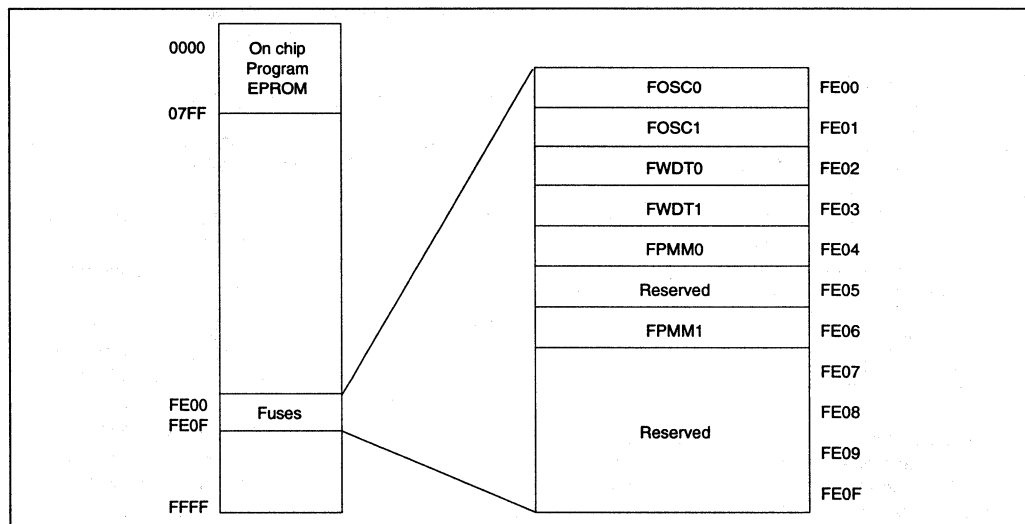 0000
On chip
Program
EPROM
07FF
FE00
Fuses
FE0F
FFFF
FOSC0 FE00
FOSC1 FE01
FWDT0 FE02
FWDT1 FE03
FPMM0 FE04
Reserved FE05
FPMM1 FE06
FE07
FE08
Reserved
FE09
FE0F